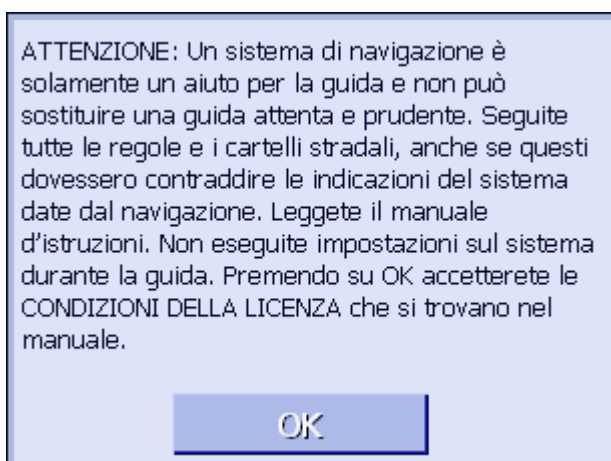 ATTENZIONE: Un sistema di navigazione è
solamente un aiuto per la guida e non può
sostituire una guida attenta e prudente. Seguite
tutte le regole e i cartelli stradali, anche se questi
dovessero contraddire le indicazioni del sistema
date dal navigazione. Leggete il manuale
d'istruzioni. Non eseguite impostazioni sul sistema
durante la guida. Premendo su OK accetterete le
CONDIZIONI DELLA LICENZA che si trovano nel
manuale.
OK